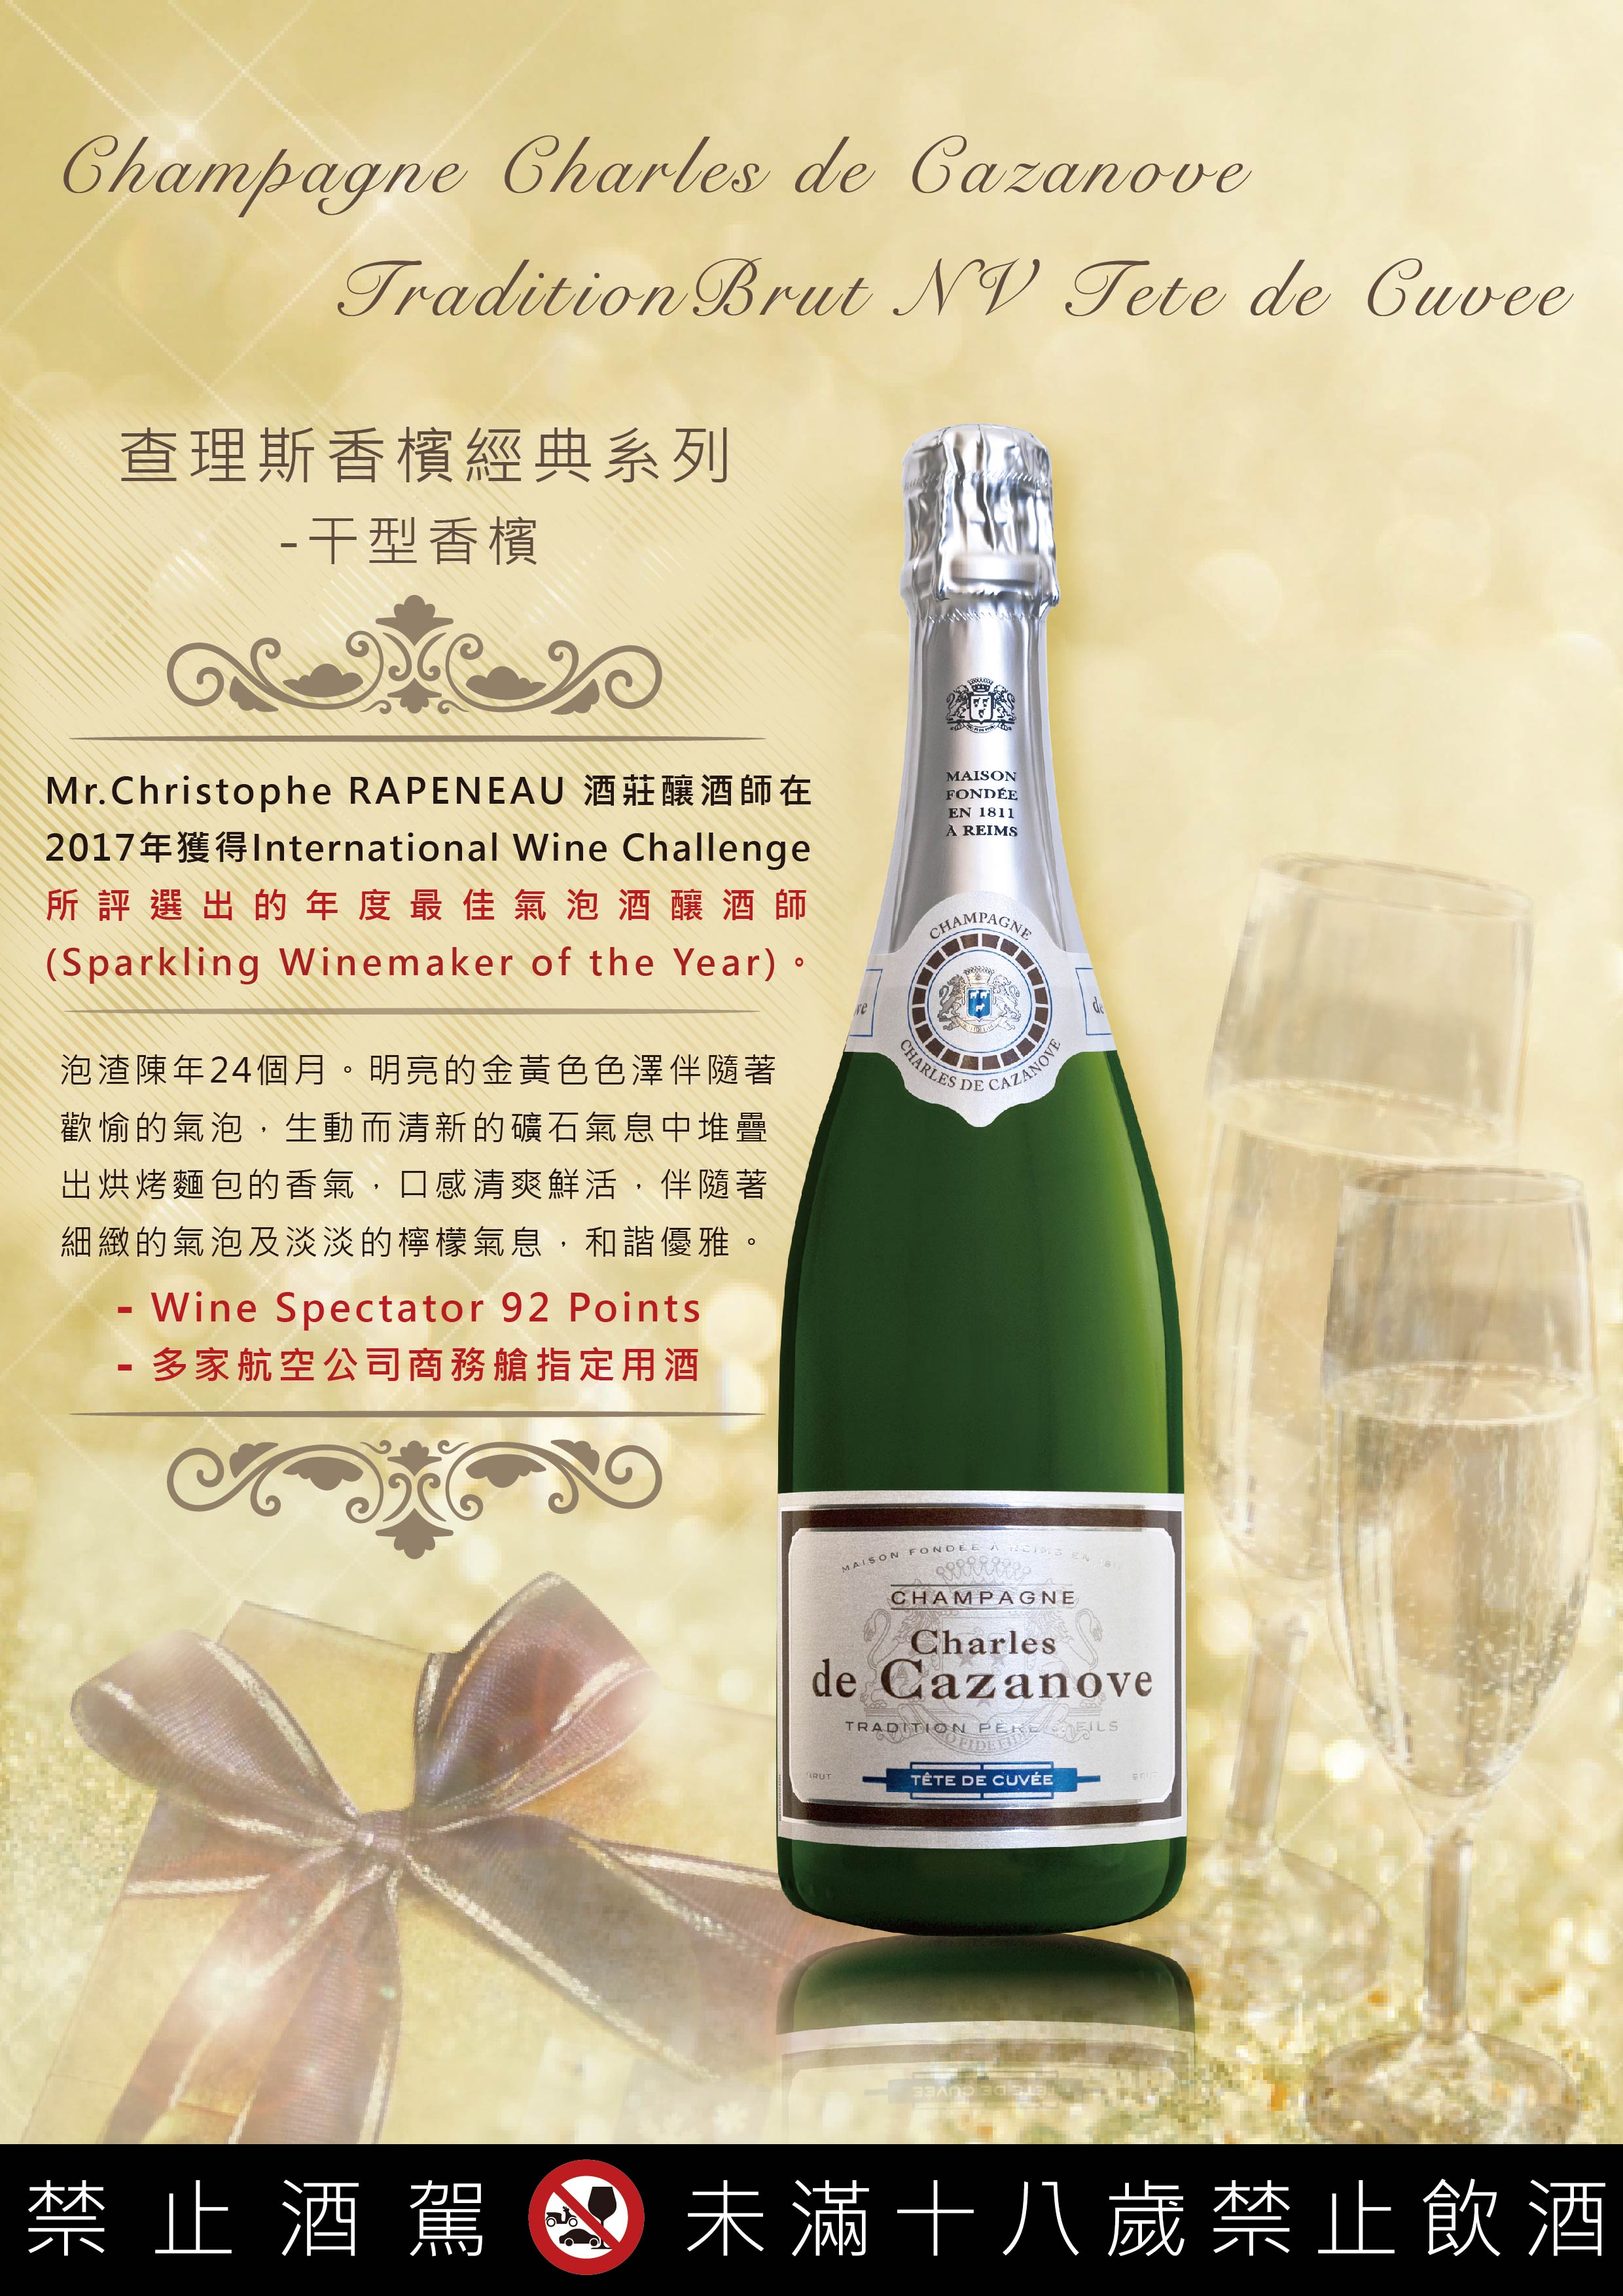 Champagne Charles de Cazanove
TraditionBrut NV Tete de Cuvee
查理斯香檳經典系列
-干型香檳
Mr.Christophe RAPENEAU 酒莊釀酒師在
2017年獲得International Wine Challenge
所評選出的年度最佳氣泡酒釀酒師
(Sparkling Winemaker of the Year)。
泡渣陳年24個月。明亮的金黃色色澤伴隨著
歡愉的氣泡，生動而清新的礦石氣息中堆疊
出烘烤麵包的香氣，口感清爽鮮活，伴隨著
細緻的氣泡及淡淡的檸檬氣息，和諧優雅。
- Wine Spectator 92 Points
- 多家航空公司商務艙指定用酒
MAISON
FONDÉE
EN 1811
À REIMS
CHAMPAGNE
CHARLES DE CAZANOVE
MAISON FONDÉE À REIMS EN
CHAMPAGNE
Charles
de Cazanove
TRADITION PÈRE & FILS
BRUT TÊTE DE CUVÉE BRUT
禁止酒駕 未滿十八歲禁止飲酒